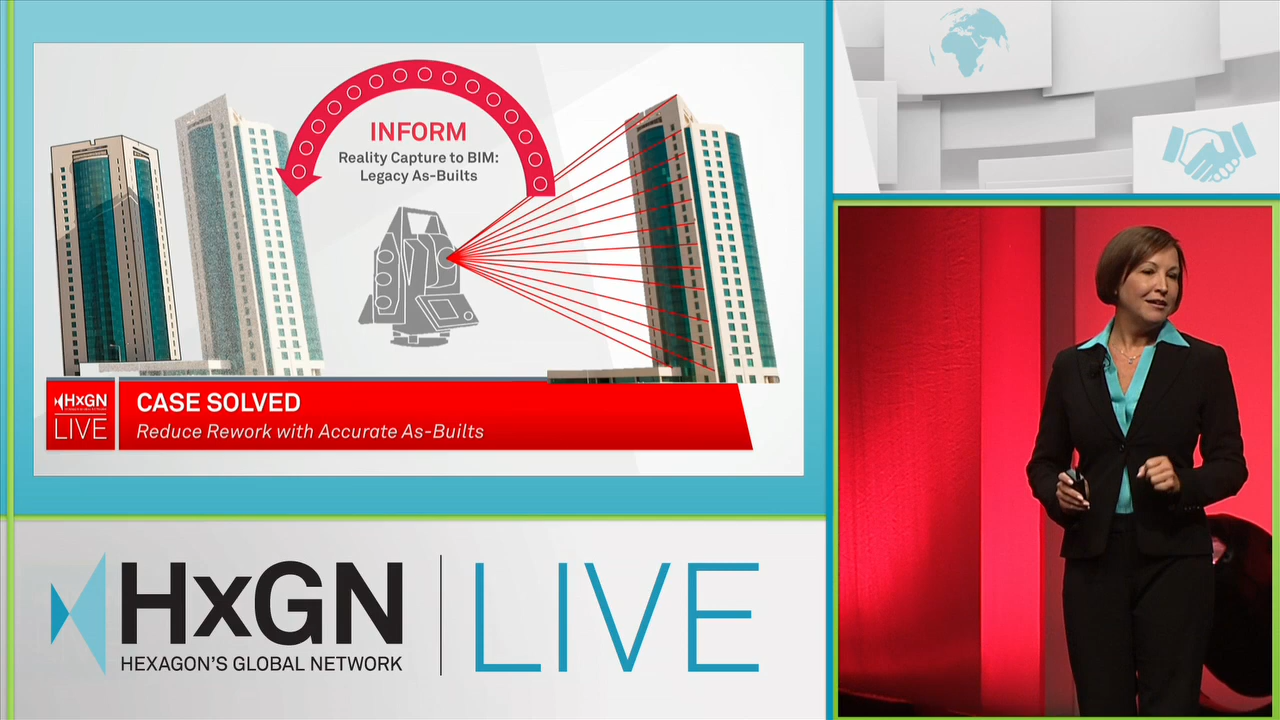 INFORM
Reality Capture to BIM:
Legacy As-Builts
HxGN
LIVE
CASE SOLVED
Reduce Rework with Accurate As-Builts
HxGN
LIVE
HEXAGON'S GLOBAL NETWORK